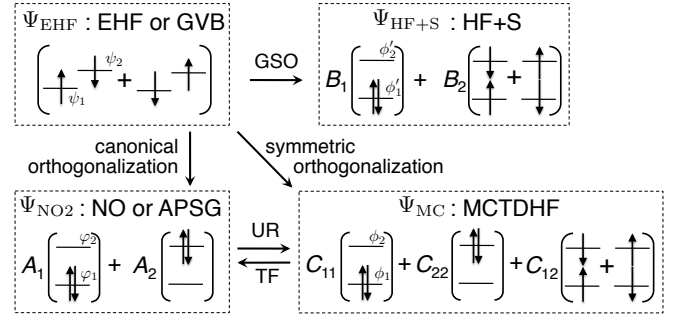 Ψ_EHF : EHF or GVB
ψ_1 ψ_2 +
GSO
Ψ_HF+S : HF+S
B_1 ϕ′_2 ϕ′_1 + B_2 +
canonical
orthogonalization
symmetric
orthogonalization
Ψ_NO2 : NO or APSG
A_1 φ_2 φ_1 + A_2
UR
TF
Ψ_MC : MCTDHF
C_11 ϕ_2 ϕ_1 + C_22 + C_12 +